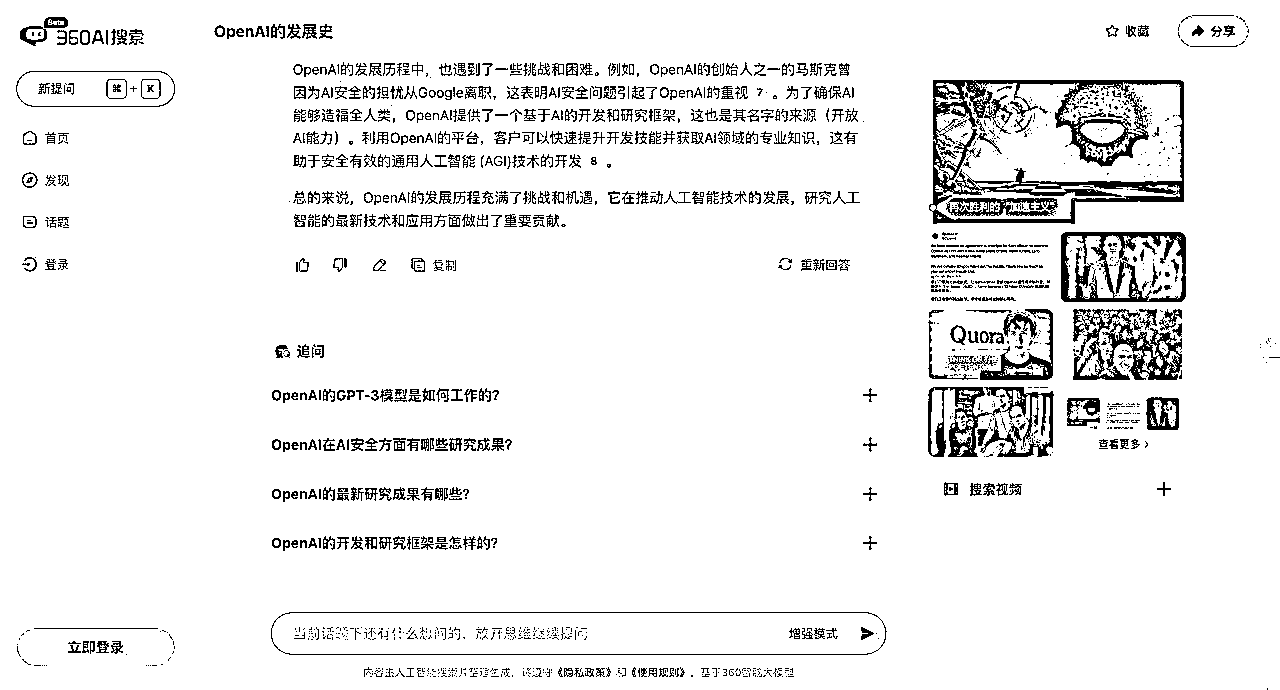 Beta
360AI搜索
新提问
⌘ + K
首页
发现
话题
登录
立即登录
OpenAI的发展史
收藏
分享
OpenAI的发展历程中，也遇到了一些挑战和困难。例如，OpenAI的创始人之一的马斯克曾
因为AI安全的担忧从Google离职，这表明AI安全问题引起了OpenAI的重视 7 。为了确保AI
能够造福全人类，OpenAI提供了一个基于AI的开发和研究框架，这也是其名字的来源（开放
AI能力）。利用OpenAI的平台，客户可以快速提升开发技能并获取AI领域的专业知识，这有
助于安全有效的通用人工智能 (AGI)技术的开发 8 。
总的来说，OpenAI的发展历程充满了挑战和机遇，它在推动人工智能技术的发展，研究人工
智能的最新技术和应用方面做出了重要贡献。
复制
重新回答
追问
OpenAI的GPT-3模型是如何工作的?
OpenAI在AI安全方面有哪些研究成果?
OpenAI的最新研究成果有哪些?
OpenAI的开发和研究框架是怎样的?
当前话题下还有什么想问的，放开思维继续提问
增强模式
《隐私政策》和《使用规则》，基于360智能大模型
再次胜利的“加速主义”
Quora
查看更多
搜索视频